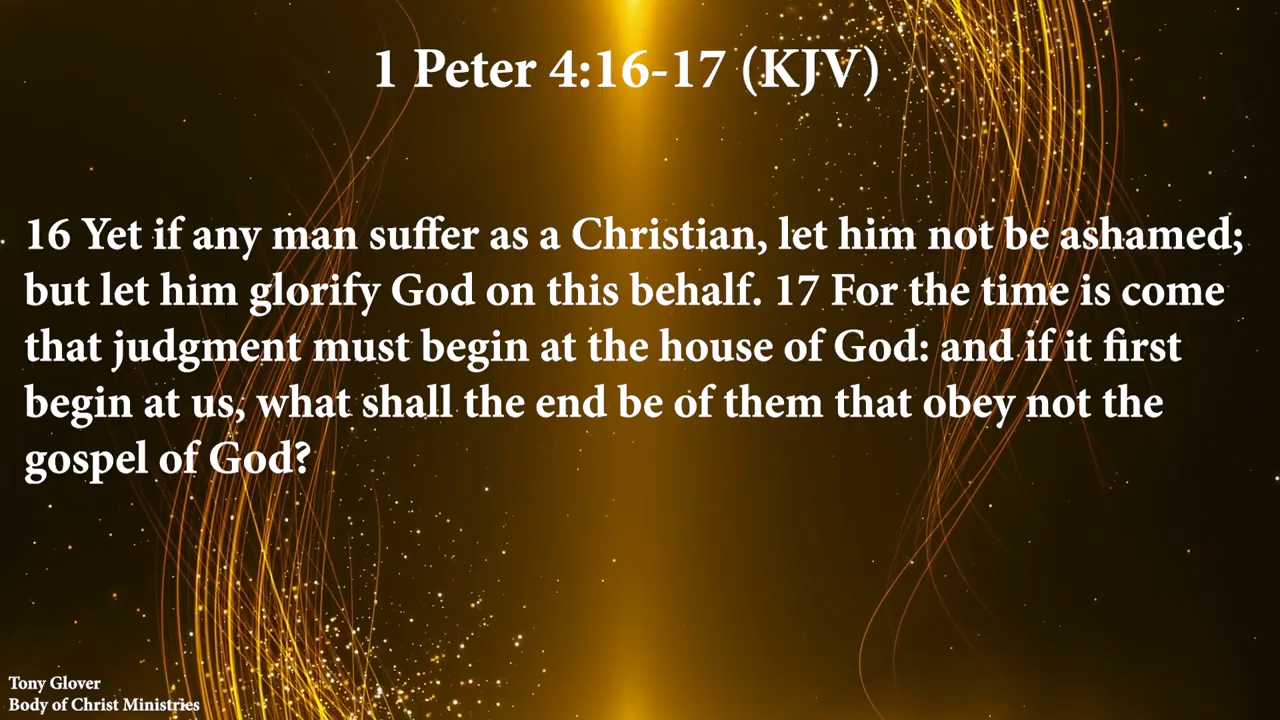 1 Peter 4:16-17 (KJV)
16 Yet if any man suffer as a Christian, let him not be ashamed;
but let him glorify God on this behalf. 17 For the time is come
that judgment must begin at the house of God: and if it first
begin at us, what shall the end be of them that obey not the
gospel of God?
Tony Glover
Body of Christ Ministries